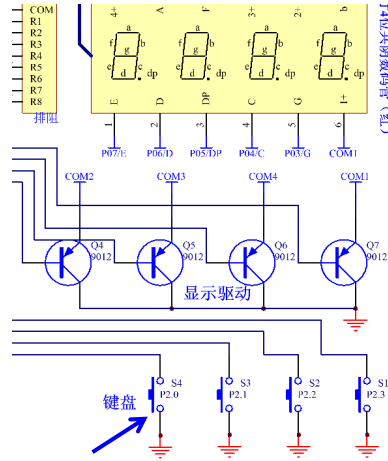 COM
R1
R2
R3
R4
R5
R6
R7
R8
排阻
4+ A F 3+ 2+ b
a f b g e c d dp
a f b g e c d dp
a f b g e c d dp
a f b g e c d dp
E D DP C G 1+
1 2 3 4 5 6
P07/E P06/D P05/DP P04/C P03/G COM1
COM2 COM3 COM4 COM1
Q4 9012
Q5 9012
Q6 9012
Q7 9012
显示驱动
键盘
S4 P2.0
S3 P2.1
S2 P2.2
S1 P2.3